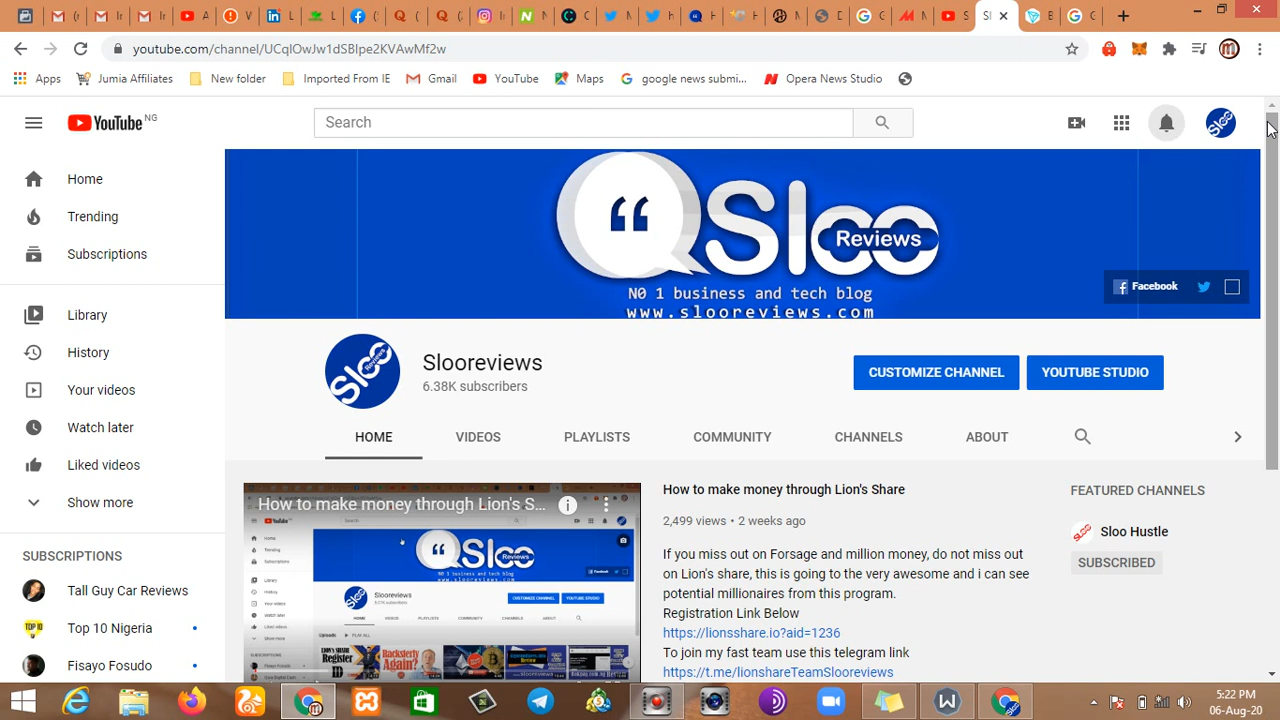 youtube.com/channel/UCqIOwJw1dSBIpe2KVAwMf2w
Apps
Jumia Affiliates
New folder
Imported From IE
Gmail
YouTube
Maps
google news submi...
Opera News Studio
YouTube NG
Search
Home
Trending
Subscriptions
Library
History
Your videos
Watch later
Liked videos
Show more
SUBSCRIPTIONS
Tall Guy Car Reviews
Top 10 Nigeria
Fisayo Fosudo
Sloo Reviews
N0 1 business and tech blog
www.slooreviews.com
Facebook
Slooreviews
6.38K subscribers
CUSTOMIZE CHANNEL
YOUTUBE STUDIO
HOME
VIDEOS
PLAYLISTS
COMMUNITY
CHANNELS
ABOUT
How to make money through Lion's S...
How to make money through Lion's Share
2,499 views • 2 weeks ago
If you miss out on Forsage and million money, do not miss out
on Lion's share, this is going to the very awesome and i can see
potential millionaires from this program.
Registration Link Below
https://lionsshare.io?aid=1236
To join my fast team use this telegram link
https://t.me/lionshareTeamSlooreviews
FEATURED CHANNELS
Sloo Hustle
SUBSCRIBED
5:22 PM
06-Aug-20